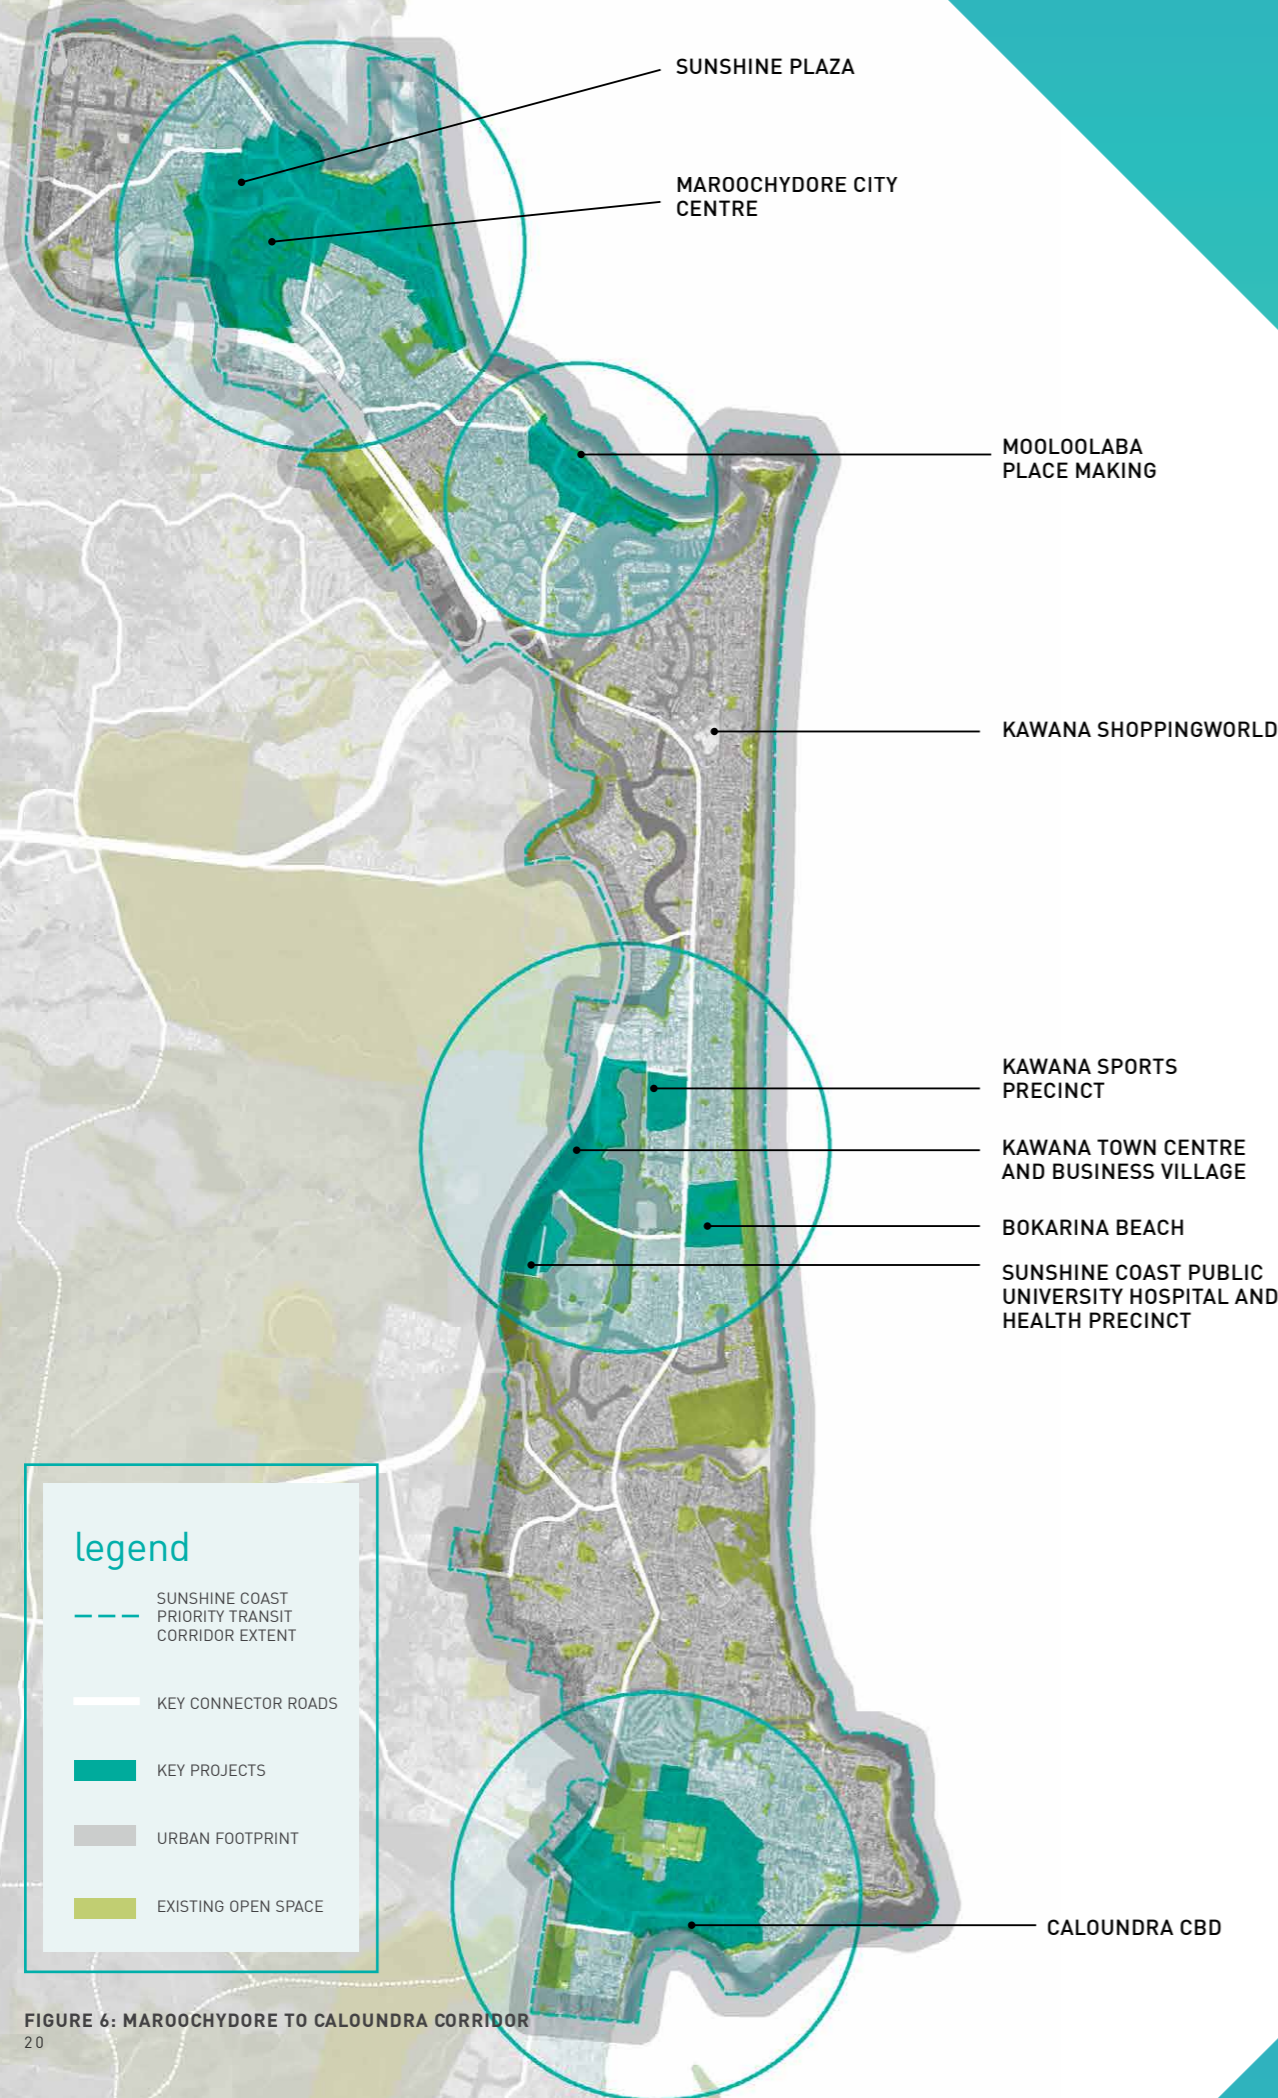 SUNSHINE PLAZA
MAROOCHYDORE CITY
CENTRE
MOOLOOLABA
PLACE MAKING
KAWANA SHOPPINGWORLD
KAWANA SPORTS
PRECINCT
KAWANA TOWN CENTRE
AND BUSINESS VILLAGE
BOKARINA BEACH
SUNSHINE COAST PUBLIC
UNIVERSITY HOSPITAL AND
HEALTH PRECINCT
legend
SUNSHINE COAST
PRIORITY TRANSIT
CORRIDOR EXTENT
KEY CONNECTOR ROADS
KEY PROJECTS
URBAN FOOTPRINT
EXISTING OPEN SPACE
CALOUNDRA CBD
FIGURE 6: MAROOCHYDORE TO CALOUNDRA CORRIDOR
20